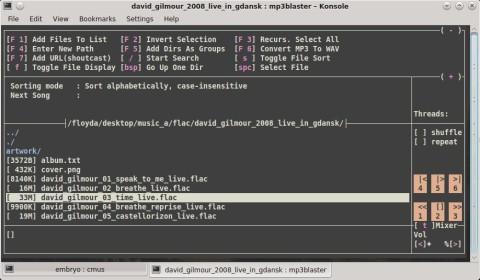 david_gilmour_2008_live_in_gdansk : mp3blaster – Konsole
File Edit View Bookmarks Settings Help
( - )
[F 1] Add Files To List [F 2] Invert Selection [F 3] Recurs. Select All
[F 4] Enter New Path [F 5] Add Dirs As Groups [F 6] Convert MP3 To WAV
[F 7] Add URL(shoutcast) [ / ] Start Search [ s ] Toggle File Sort
[ f ] Toggle File Display [bsp] Go Up One Dir [spc] Select File
( + )
Sorting mode : Sort alphabetically, case-insensitive
Next Song :
Threads:
/floyda/desktop/music_a/flac/david_gilmour_2008_live_in_gdansk/
../
[ ] shuffle
./
[ ] repeat
artwork/
[3572B] album.txt
[ 432K] cover.png
[8140K] david_gilmour_01_speak_to_me_live.flac
|< |> >|
[ 16M] david_gilmour_02_breathe_live.flac
4 5 6
[ 33M] david_gilmour_03_time_live.flac
[9900K] david_gilmour_04_breathe_reprise_live.flac
<< [] >>
[ 19M] david_gilmour_05_castellorizon_live.flac
1 2 3
[ t ]Mixer
[]
Vol
[<]+ %[>]
embryo : cmus
david_gilmour_2008_live_in_gdansk : mp3blaster